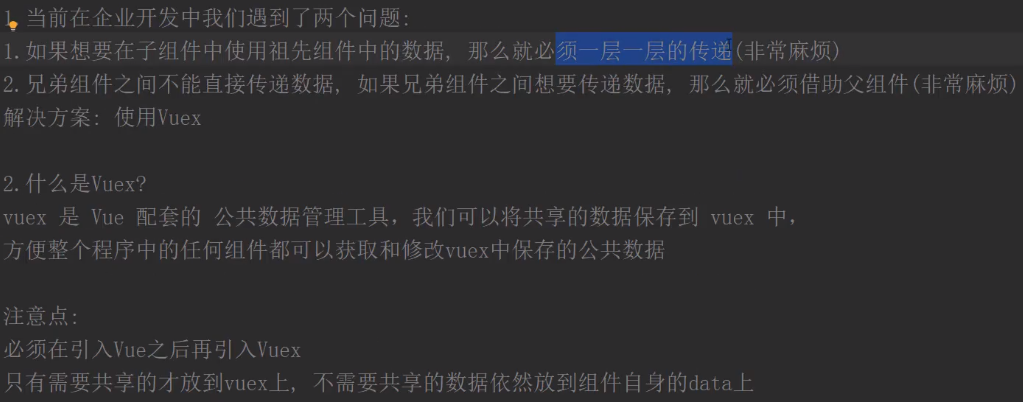 1.当前在企业开发中我们遇到了两个问题:
1.如果想要在子组件中使用祖先组件中的数据, 那么就必须一层一层的传递(非常麻烦)
2.兄弟组件之间不能直接传递数据, 如果兄弟组件之间想要传递数据, 那么就必须借助父组件(非常麻烦)
解决方案: 使用Vuex
2.什么是Vuex?
vuex 是 Vue 配套的 公共数据管理工具，我们可以将共享的数据保存到 vuex 中，
方便整个程序中的任何组件都可以获取和修改vuex中保存的公共数据
注意点:
必须在引入Vue之后再引入Vuex
只有需要共享的才放到vuex上, 不需要共享的数据依然放到组件自身的data上